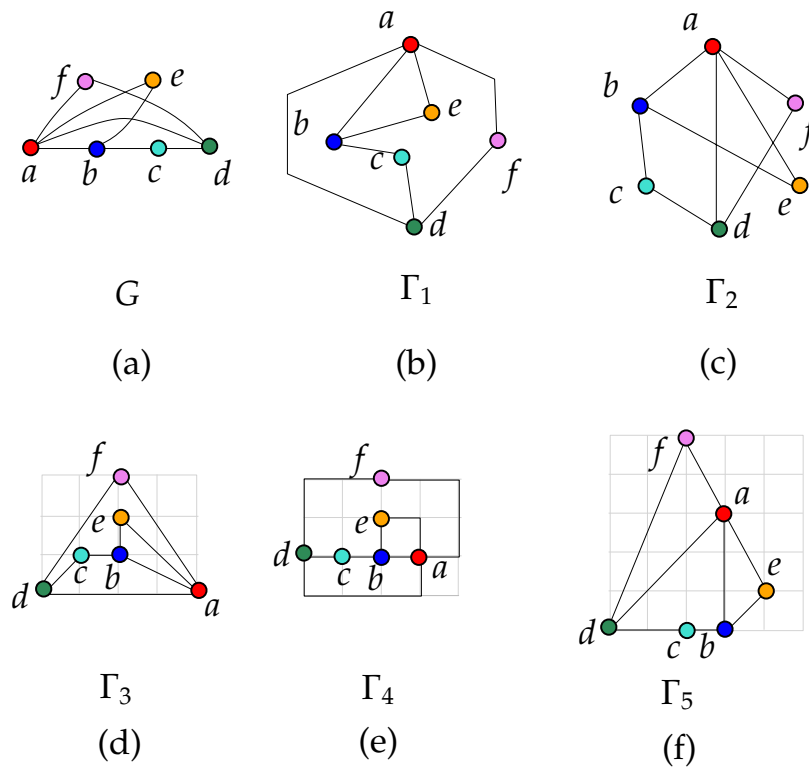 a
a
f e b f
b e
c c
a b c d f d e
d
G Γ₁ Γ₂
(a) (b) (c)
f f f
a
e e e
d c b a d c b a d c b
Γ₃ Γ₄ Γ₅
(d) (e) (f)